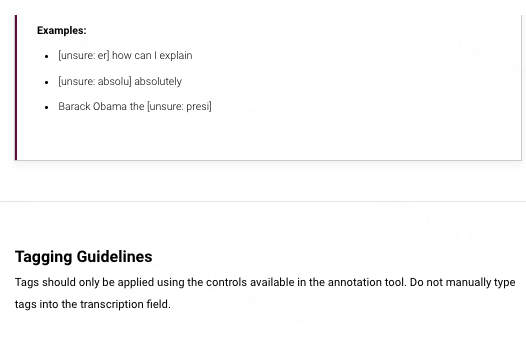 Examples:
• [unsure: er] how can I explain
• [unsure: absolu] absolutely
• Barack Obama the [unsure: presi]
Tagging Guidelines
Tags should only be applied using the controls available in the annotation tool. Do not manually type
tags into the transcription field.